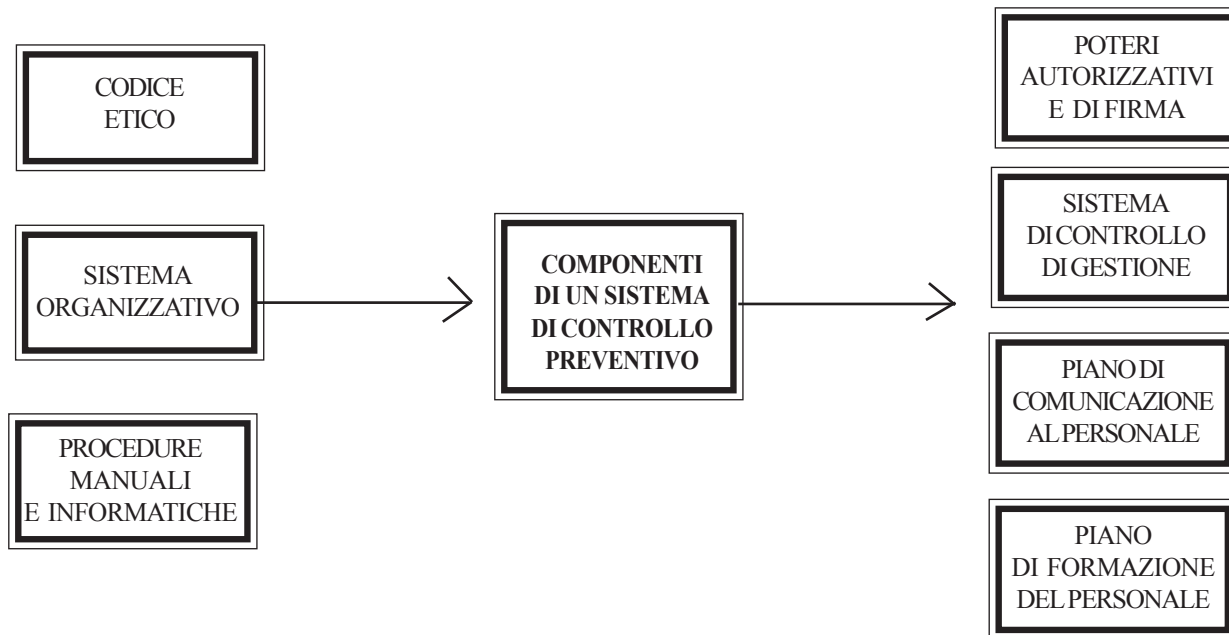 CODICE
ETICO
SISTEMA
ORGANIZZATIVO
PROCEDURE
MANUALI
E INFORMATICHE
COMPONENTI
DI UN SISTEMA
DI CONTROLLO
PREVENTIVO
POTERI
AUTORIZZATIVI
E DI FIRMA
SISTEMA
DI CONTROLLO
DI GESTIONE
PIANO DI
COMUNICAZIONE
AL PERSONALE
PIANO
DI FORMAZIONE
DEL PERSONALE